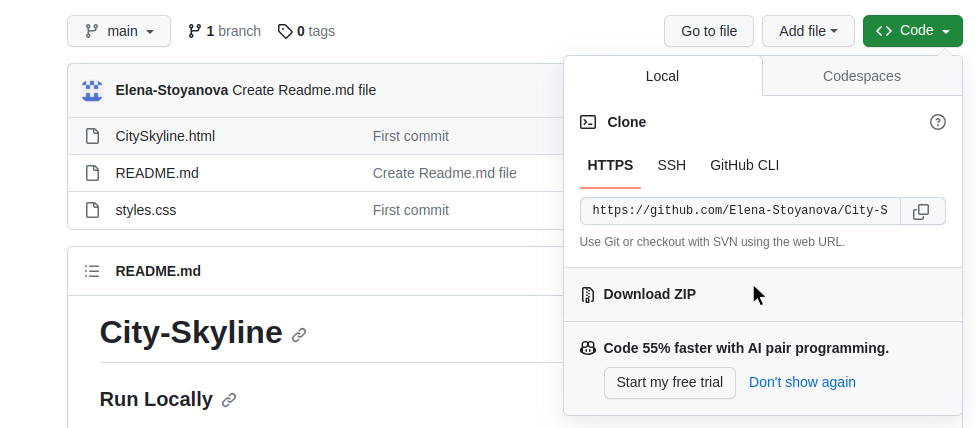 main 1 branch 0 tags Go to file Add file Code
Local Codespaces
Elena-Stoyanova Create Readme.md file
Clone
CitySkyline.html First commit
HTTPS SSH GitHub CLI
README.md Create Readme.md file
styles.css First commit
https://github.com/Elena-Stoyanova/City-S
Use Git or checkout with SVN using the web URL.
README.md
Download ZIP
City-Skyline
Code 55% faster with AI pair programming.
Start my free trial Don't show again
Run Locally